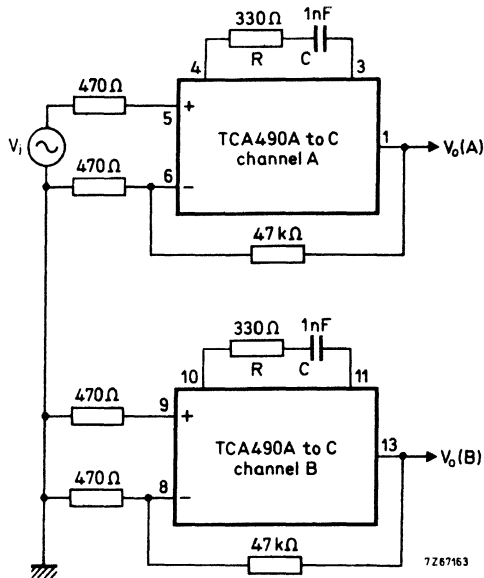 330Ω 1nF
R C
4 3
470Ω
5 +
Vi
TCA490A to C
channel A
1 Vo(A)
470Ω
6 −
47kΩ
330Ω 1nF
R C
10 11
470Ω
9 +
TCA490A to C
channel B
13 Vo(B)
470Ω
8 −
47kΩ
7Z67163